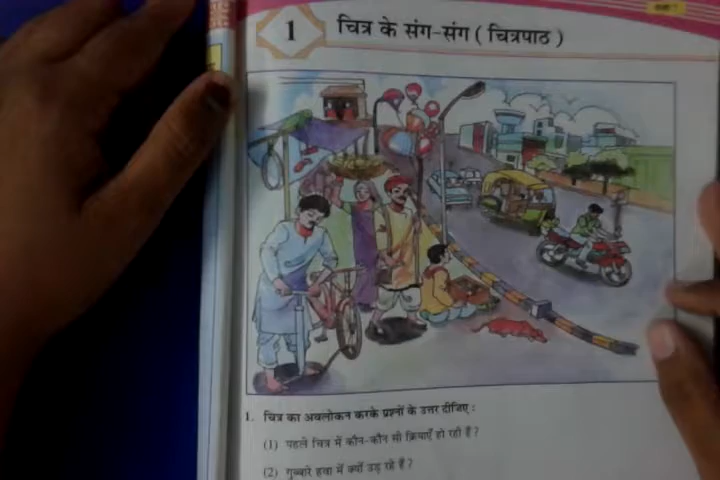 1
चित्र के संग-संग ( चित्रपाठ )
1. चित्र का अवलोकन करके प्रश्नों के उत्तर दीजिए :
(1) पहले चित्र में कौन-कौन सी क्रियाएँ हो रही हैं ?
(2) गुब्बारे हवा में क्यों उड़ रहे हैं ?